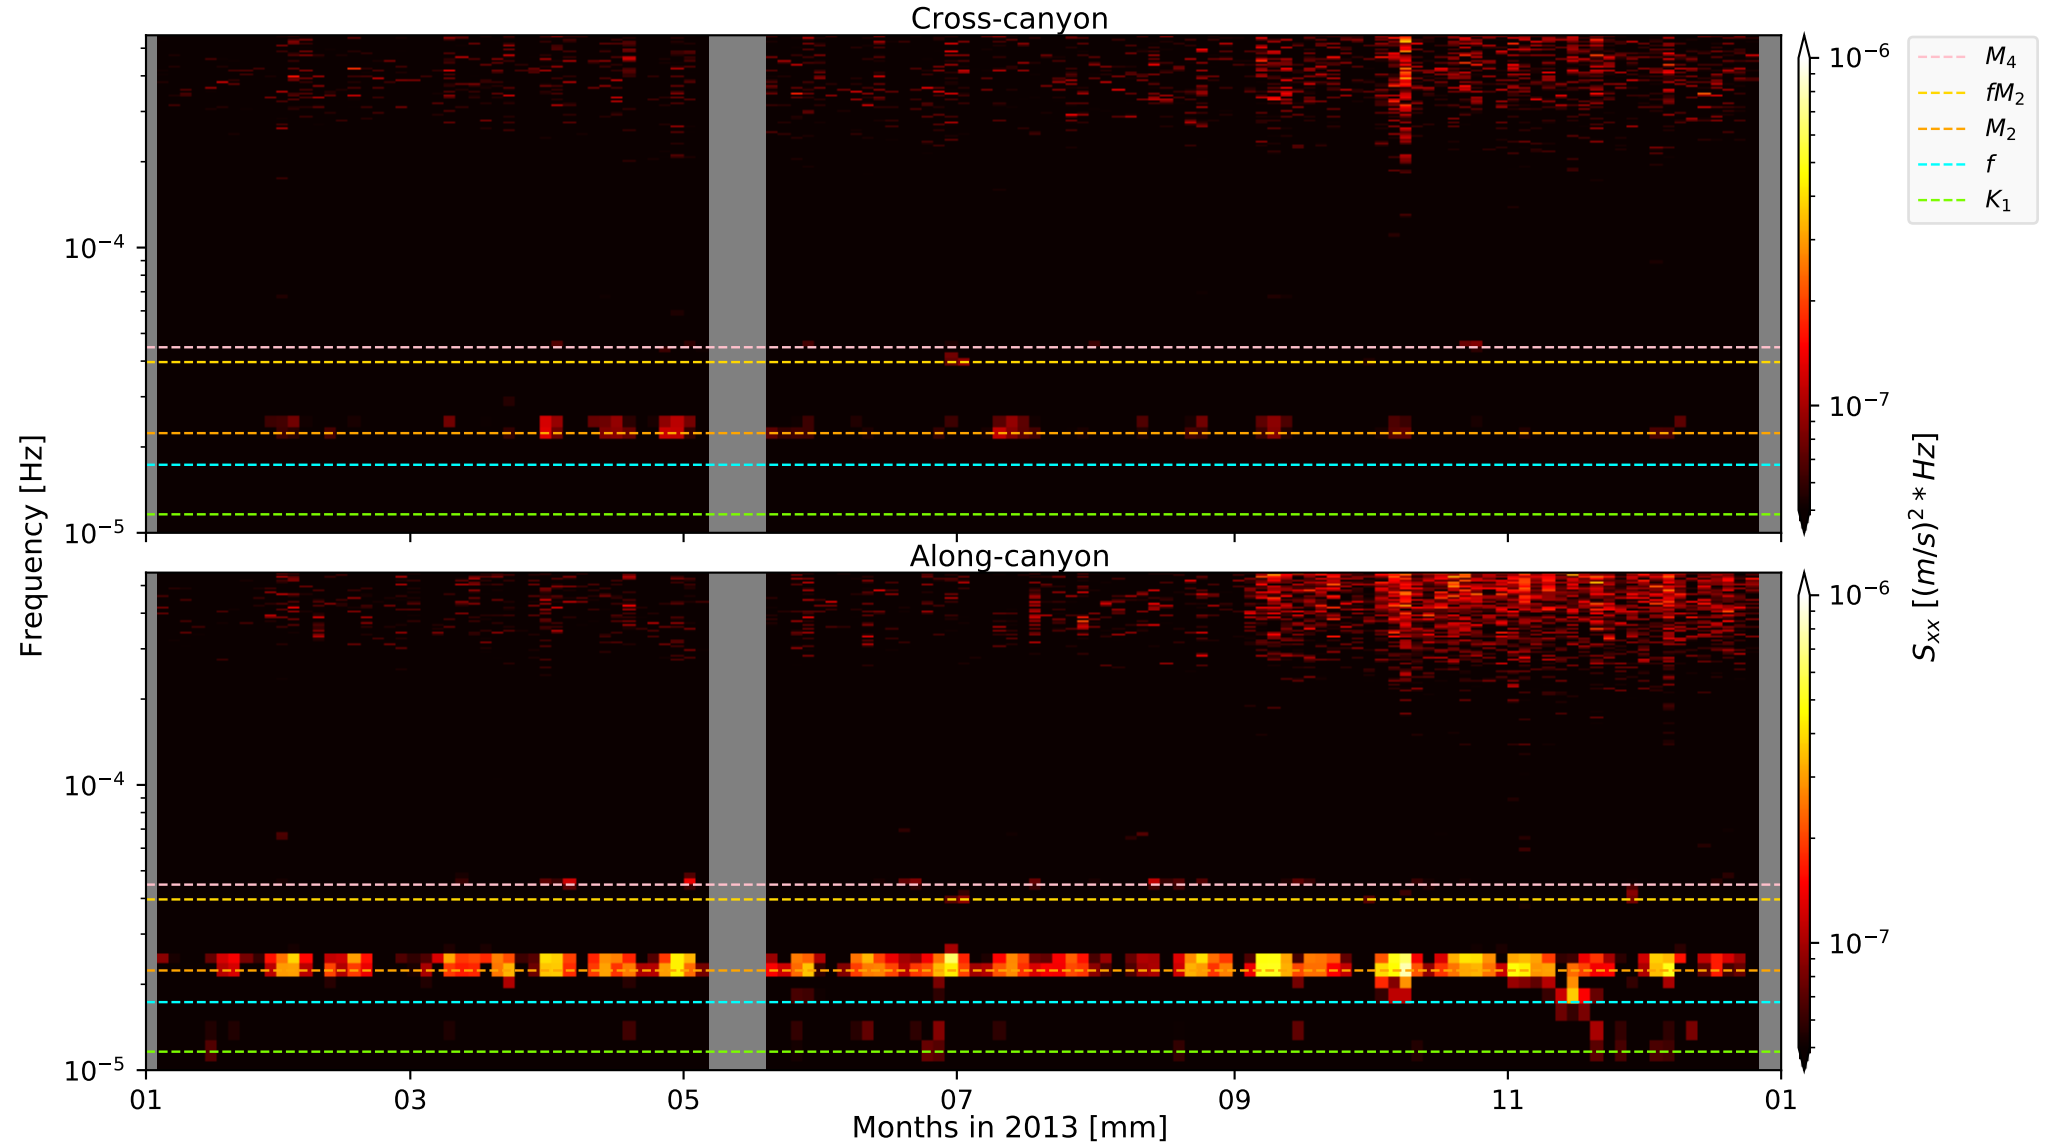 Cross-canyon
10⁻⁴
10⁻⁵
10⁻⁶
10⁻⁷
M₄
fM₂
M₂
f
K₁
Frequency [Hz]
Sₓₓ [(m/s)² * Hz]
Along-canyon
10⁻⁴
10⁻⁵
10⁻⁶
10⁻⁷
01 03 05 07 09 11 01
Months in 2013 [mm]